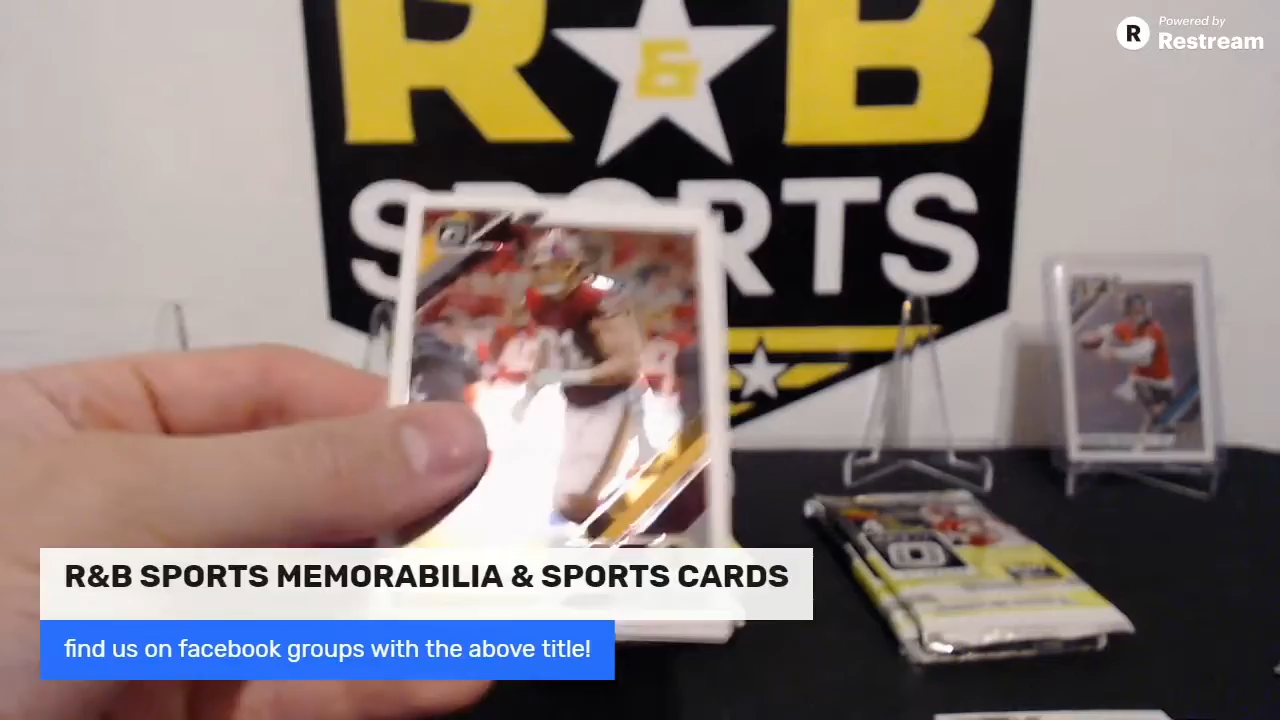 Powered by
Restream
R
R & B
SPORTS
R&B SPORTS MEMORABILIA & SPORTS CARDS
find us on facebook groups with the above title!